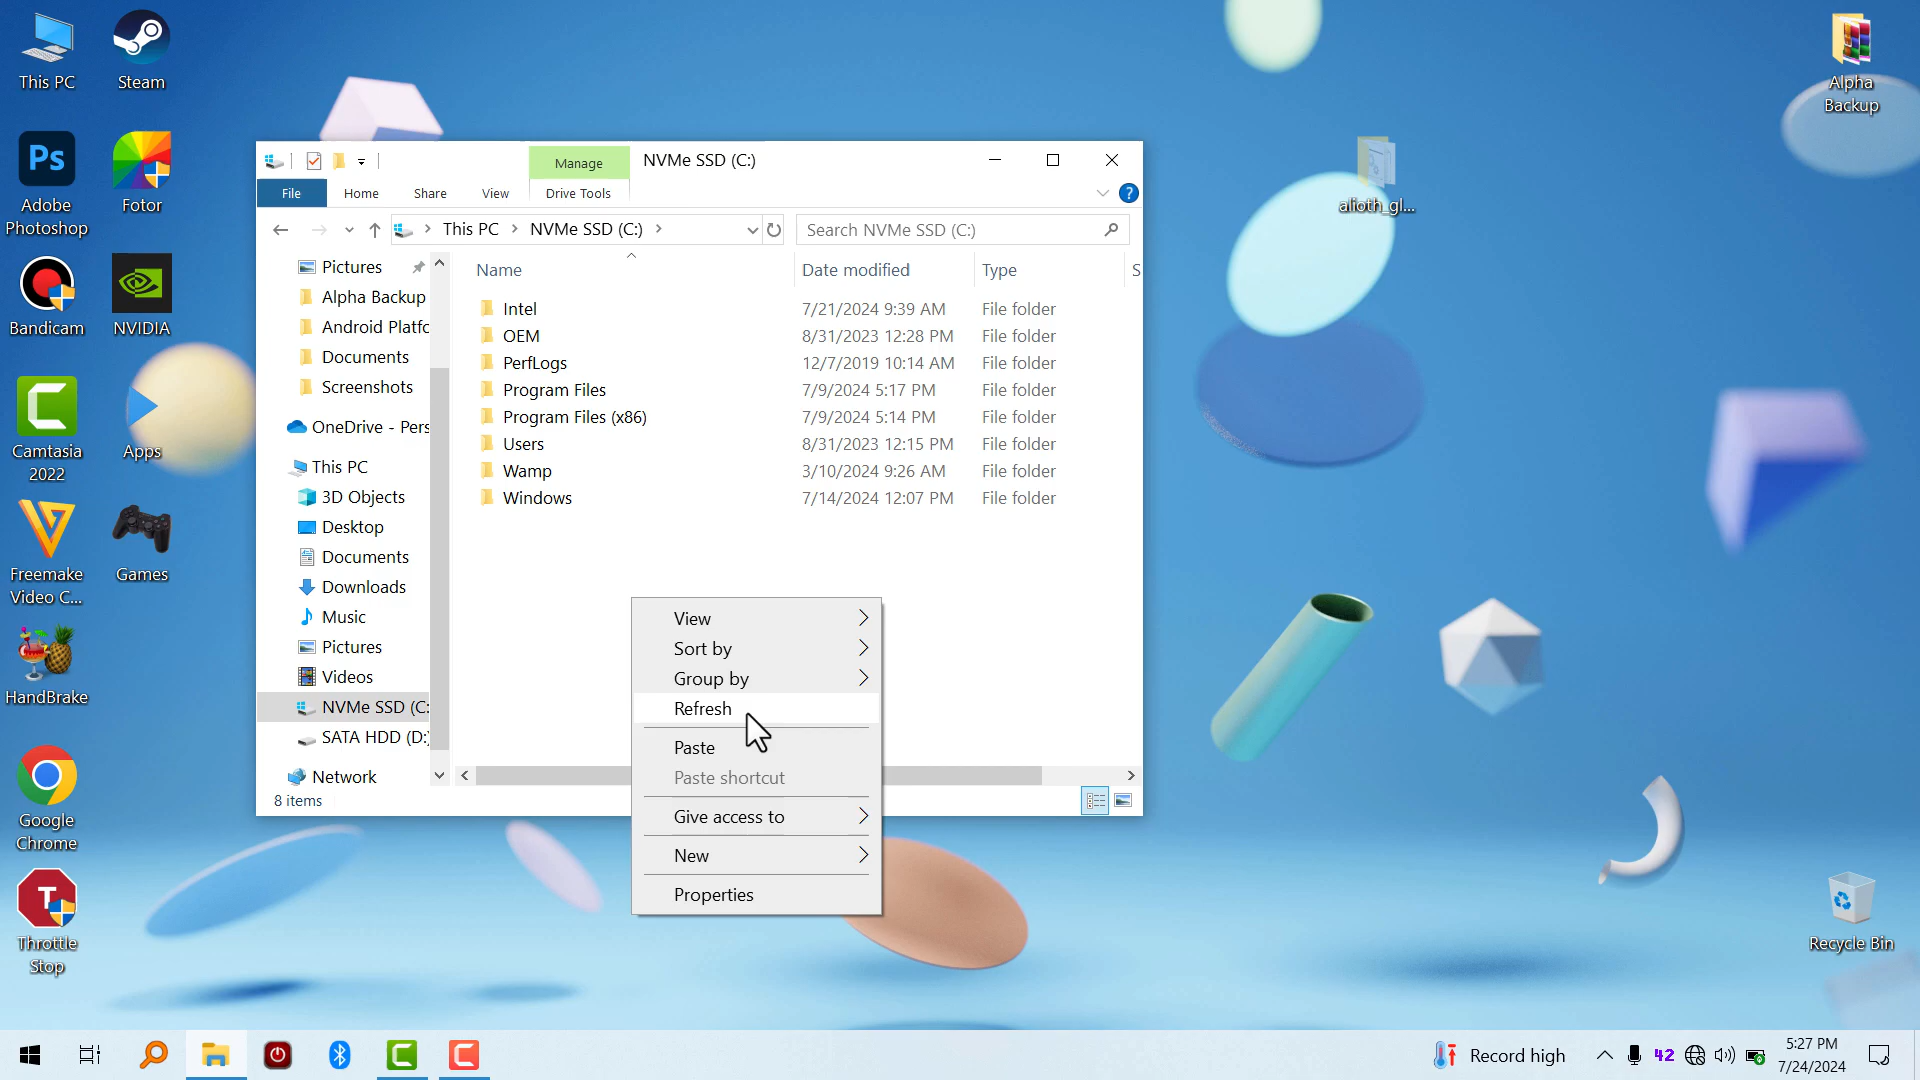 This PC
Steam
Ps
Adobe
Photoshop
Fotor
Bandicam
NVIDIA
Camtasia
2022
Apps
Freemake
Video C...
Games
HandBrake
Google
Chrome
T
Throttle
Stop
Alpha
Backup
alioth_gl...
Recycle Bin
Manage
NVMe SSD (C:)
File
Home
Share
View
Drive Tools
?
This PC
NVMe SSD (C:)
Search NVMe SSD (C:)
Pictures
Alpha Backup
Android Platfo
Documents
Screenshots
OneDrive - Pers
This PC
3D Objects
Desktop
Documents
Downloads
Music
Pictures
Videos
NVMe SSD (C:
SATA HDD (D:)
Network
Name
Date modified
Type
S
Intel 7/21/2024 9:39 AM File folder
OEM 8/31/2023 12:28 PM File folder
PerfLogs 12/7/2019 10:14 AM File folder
Program Files 7/9/2024 5:17 PM File folder
Program Files (x86) 7/9/2024 5:14 PM File folder
Users 8/31/2023 12:15 PM File folder
Wamp 3/10/2024 9:26 AM File folder
Windows 7/14/2024 12:07 PM File folder
8 items
View
Sort by
Group by
Refresh
Paste
Paste shortcut
Give access to
New
Properties
Record high
42
5:27 PM
7/24/2024